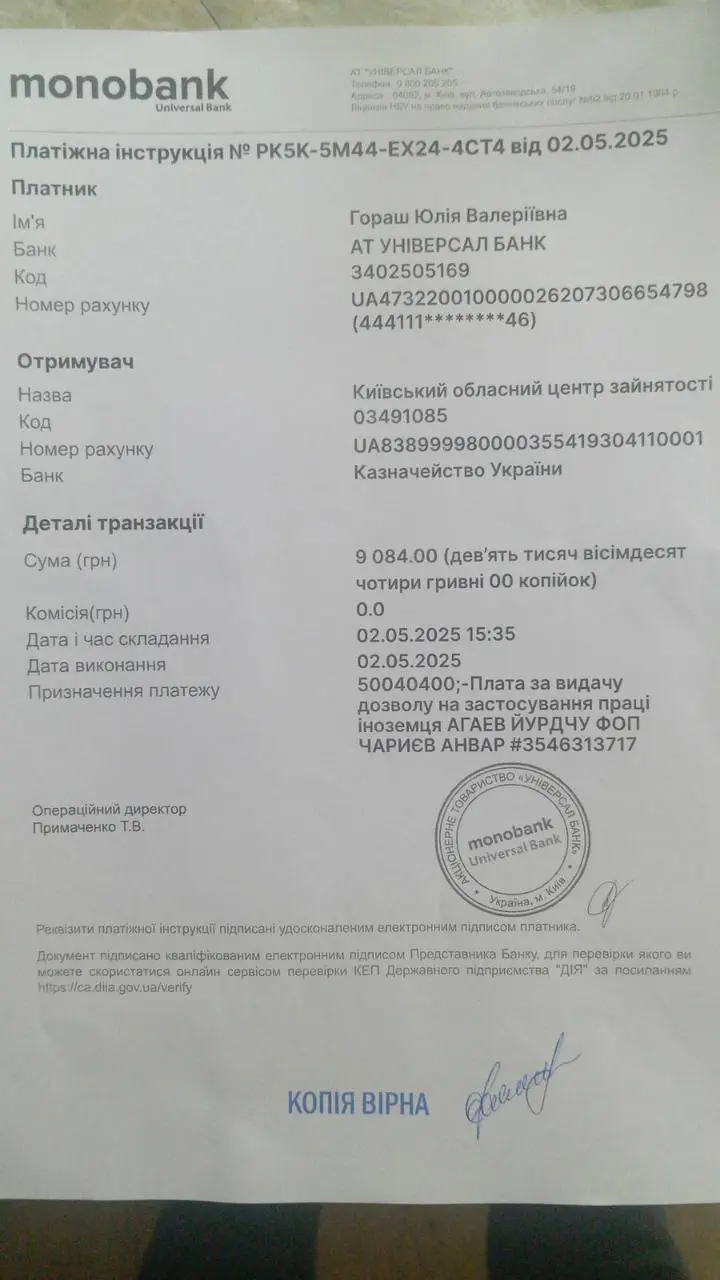 monobank
Universal Bank
АТ "УНІВЕРСАЛ БАНК"
Телефон: 0 800 205 205
Адреса: 04082, м. Київ, вул. Автозаводська, 54/19
Ліцензія НБУ на право надання банківських послуг №92 від 20.01.1994 р.
Платіжна інструкція № PK5K-5M44-EX24-4CT4 від 02.05.2025
Платник
Ім'я Гораш Юлія Валеріївна
Банк АТ УНІВЕРСАЛ БАНК
Код 3402505169
Номер рахунку UA473220010000026207306654798
(444111********46)
Отримувач
Назва Київський обласний центр зайнятості
Код 03491085
Номер рахунку UA838999980000355419304110001
Банк Казначейство України
Деталі транзакції
Сума (грн) 9 084.00 (дев'ять тисяч вісімдесят
чотири гривні 00 копійок)
Комісія(грн) 0.0
Дата і час складання 02.05.2025 15:35
Дата виконання 02.05.2025
Призначення платежу 50040400;-Плата за видачу
дозволу на застосування праці
іноземця АГАЕВ ЙУРДЧУ ФОП
ЧАРИЄВ АНВАР #3546313717
Операційний директор
Примаченко Т.В.
АКЦІОНЕРНЕ ТОВАРИСТВО «УНІВЕРСАЛ БАНК»
monobank
Universal Bank
Україна, м. Київ
Реквізити платіжної інструкції підписані удосконаленим електронним підписом платника.
Документ підписано кваліфікованим електронним підписом Представника Банку, для перевірки якого ви
можете скористатися онлайн сервісом перевірки КЕП Державного підприємства "ДІЯ" за посиланням
https://ca.diia.gov.ua/verify
КОПІЯ ВІРНА